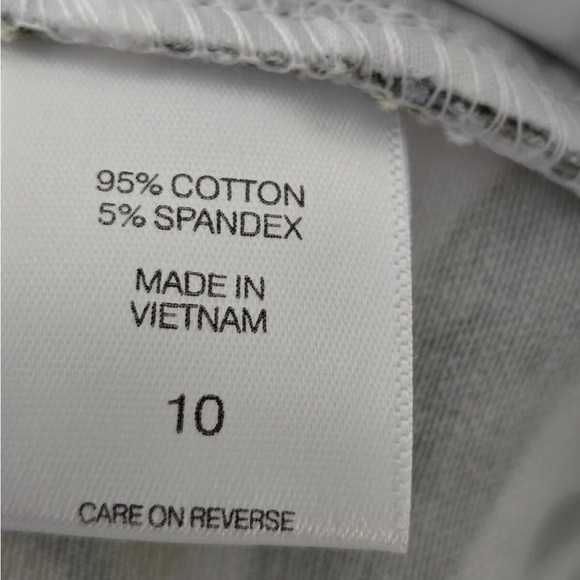 95% COTTON
5% SPANDEX
MADE IN
VIETNAM
10
CARE ON REVERSE